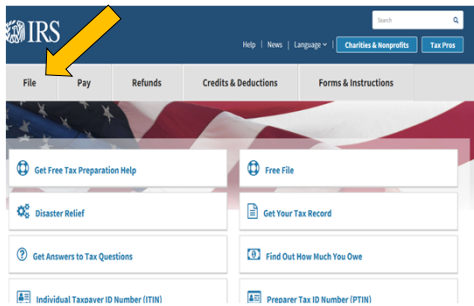 IRS
Search
Help | News | Language | Charities & Nonprofits Tax Pros
File Pay Refunds Credits & Deductions Forms & Instructions
Get Free Tax Preparation Help Free File
Disaster Relief Get Your Tax Record
Get Answers to Tax Questions Find Out How Much You Owe
Individual Taxpayer ID Number (ITIN) Preparer Tax ID Number (PTIN)